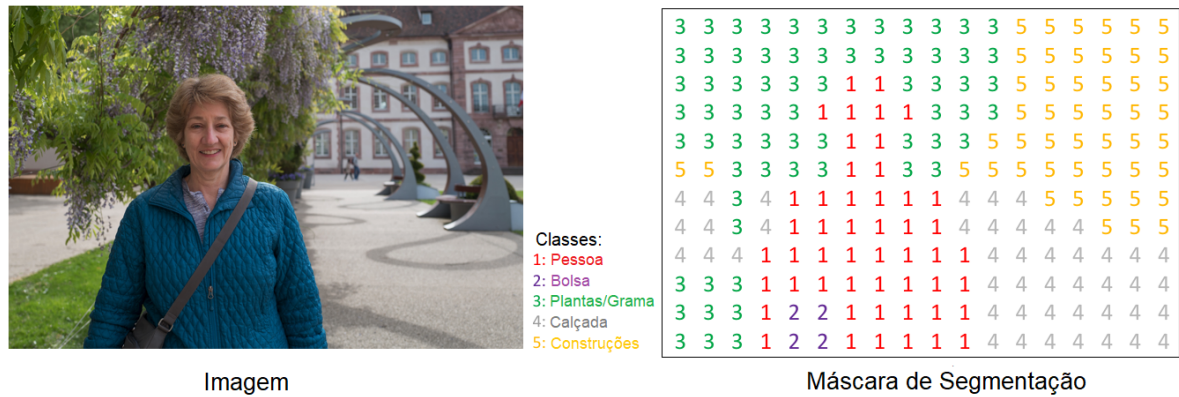 3 3 3 3 3 3 3 3 3 3 3 3 5 5 5 5 5 5
3 3 3 3 3 3 3 3 3 3 3 3 5 5 5 5 5 5
3 3 3 3 3 3 1 1 3 3 3 3 5 5 5 5 5 5
3 3 3 3 3 1 1 1 1 3 3 3 5 5 5 5 5 5
3 3 3 3 3 3 1 1 3 3 3 5 5 5 5 5 5 5
5 5 3 3 3 3 1 1 3 3 5 5 5 5 5 5 5 5
4 4 3 4 1 1 1 1 1 1 4 4 4 5 5 5 5 5
4 4 3 4 1 1 1 1 1 1 4 4 4 4 4 5 5 5
4 4 4 1 1 1 1 1 1 1 1 4 4 4 4 4 4 4
3 3 3 1 1 1 1 1 1 1 1 4 4 4 4 4 4 4
3 3 3 1 2 2 1 1 1 1 1 4 4 4 4 4 4 4
3 3 3 1 2 2 1 1 1 1 1 4 4 4 4 4 4 4
Classes:
1: Pessoa
2: Bolsa
3: Plantas/Grama
4: Calçada
5: Construções
Imagem
Máscara de Segmentação